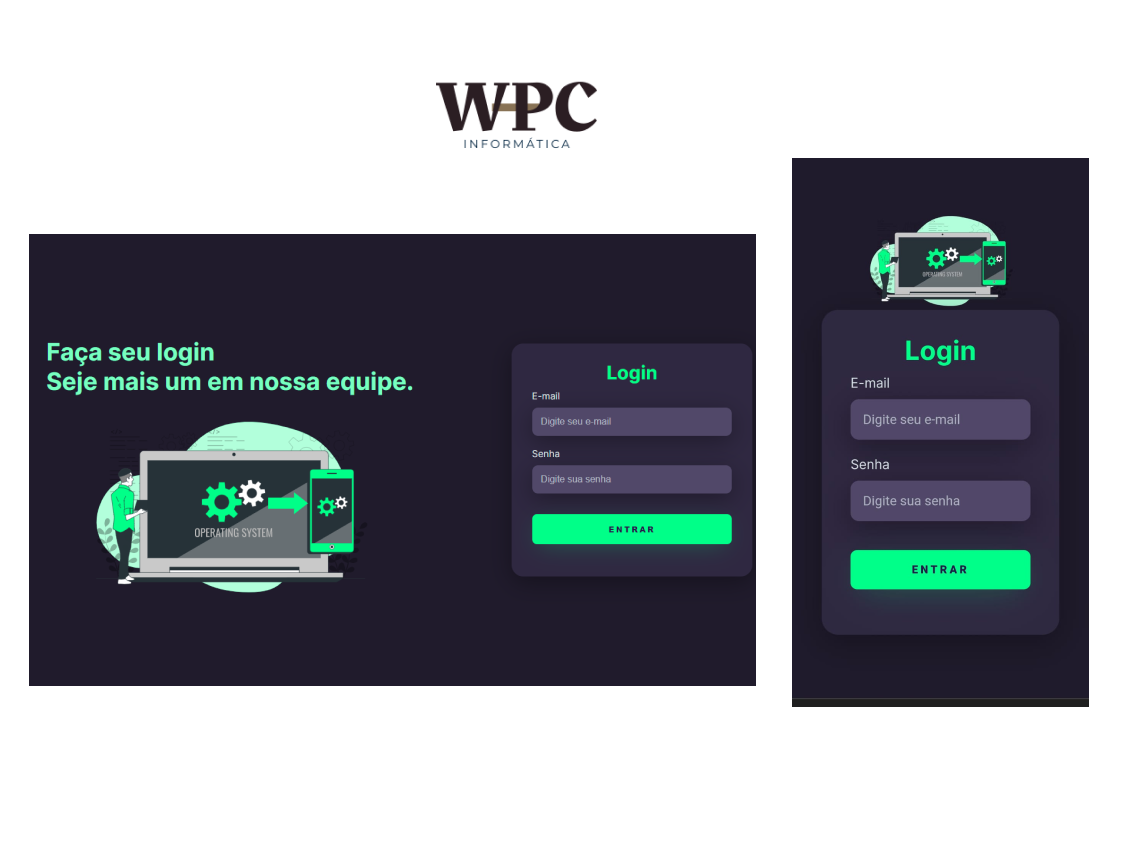 WPC
INFORMÁTICA
Faça seu login
Seje mais um em nossa equipe.
OPERATING SYSTEM
Login
E-mail
Digite seu e-mail
Senha
Digite sua senha
ENTRAR
OPERATING SYSTEM
Login
E-mail
Digite seu e-mail
Senha
Digite sua senha
ENTRAR